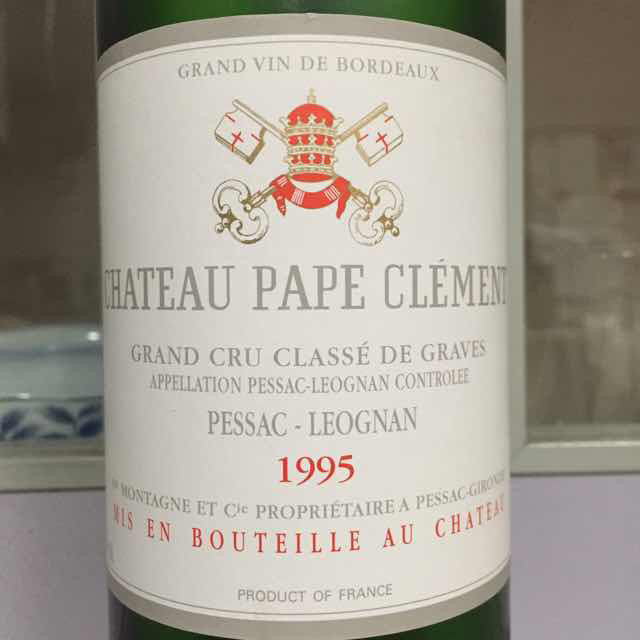 GRAND VIN DE BORDEAUX
CHATEAU PAPE CLÉMENT
GRAND CRU CLASSÉ DE GRAVES
APPELLATION PESSAC-LEOGNAN CONTROLEE
PESSAC - LEOGNAN
1995
MONTAGNE ET Cie PROPRIÉTAIRE A PESSAC-GIRONDE
MIS EN BOUTEILLE AU CHATEAU
PRODUCT OF FRANCE